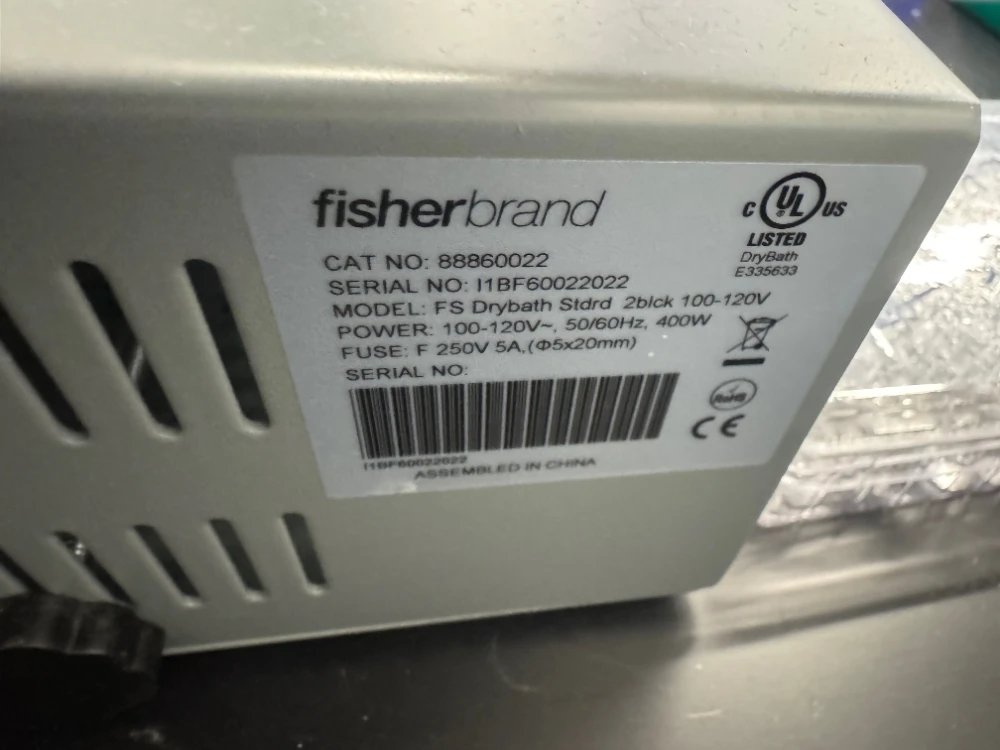 fisherbrand
CAT NO: 88860022
SERIAL NO: I1BF60022022
MODEL: FS Drybath Stdrd 2blck 100-120V
POWER: 100-120V~, 50/60Hz, 400W
FUSE: F 250V 5A,(Φ5x20mm)
SERIAL NO:
I1BF60022022
ASSEMBLED IN CHINA
C UL US
®
LISTED
DryBath
E335633
RoHS
CE